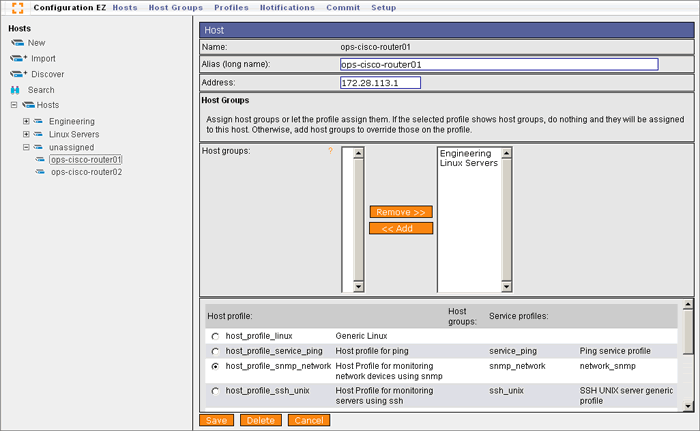 Configuration EZ Hosts Host Groups Profiles Notifications Commit Setup
Hosts
New
Import
Discover
Search
Hosts
Engineering
Linux Servers
unassigned
ops-cisco-router01
ops-cisco-router02
Host
Name: ops-cisco-router01
Alias (long name): ops-cisco-router01
Address: 172.28.113.1
Host Groups
Assign host groups or let the profile assign them. If the selected profile shows host groups, do nothing and they will be assigned
to this host. Otherwise, add host groups to override those on the profile.
Host groups: ?
Engineering
Linux Servers
Remove >>
<< Add
Host profile: Host groups: Service profiles:
host_profile_linux Generic Linux
host_profile_service_ping Host profile for ping service_ping Ping service profile
host_profile_snmp_network Host Profile for monitoring snmp_network network_snmp
network devices using snmp
host_profile_ssh_unix Host Profile for monitoring ssh_unix SSH UNIX server generic
servers using ssh profile
Save Delete Cancel